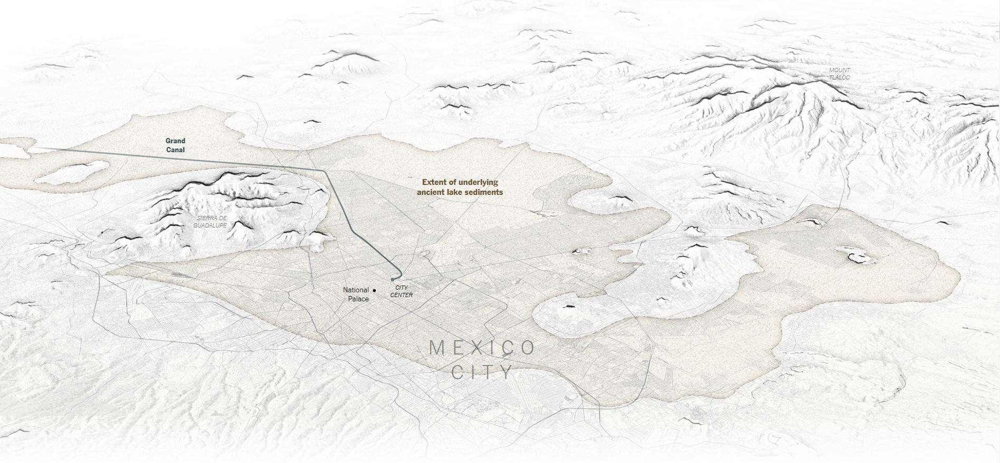 MOUNT
TLALOC
Grand
Canal
Extent of underlying
ancient lake sediments
SIERRA DE
GUADALUPE
National
Palace
CITY
CENTER
MEXICO
CITY